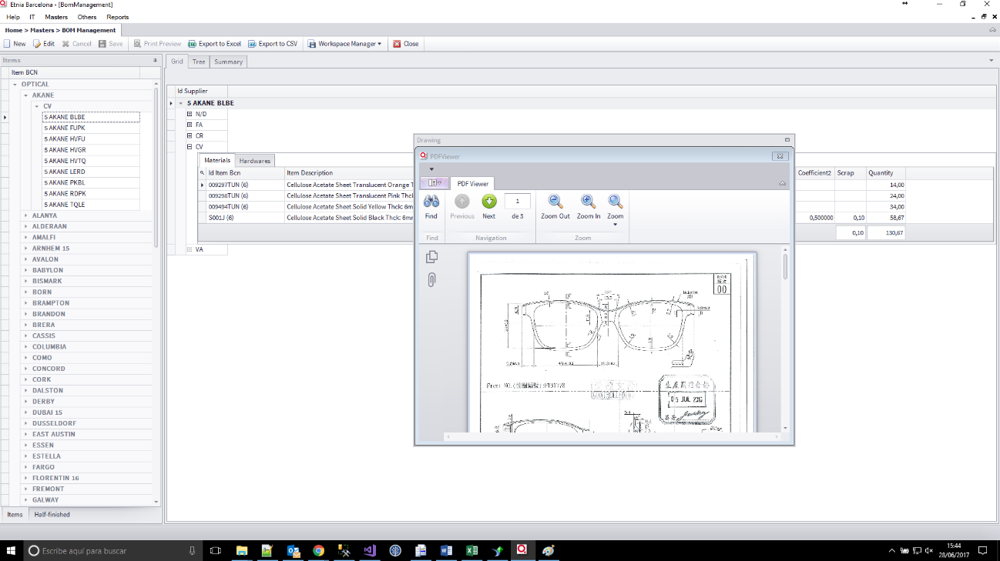 Etnia Barcelona - [BomManagement]
Help IT Masters Others Reports
Home > Masters > BOM Management
New Edit Cancel Save Print Preview Export to Excel Export to CSV Workspace Manager Close
Items
Grid Tree Summary
Item BCN
OPTICAL
AKANE
CV
5 AKANE BLBE
5 AKANE FUPK
5 AKANE HVFU
5 AKANE HVGR
5 AKANE HVTQ
5 AKANE LERD
5 AKANE PKBL
5 AKANE RDPK
5 AKANE TQLE
ALANYA
ALDERAAN
AMALFI
ARNHEM 15
AVALON
BABYLON
BISMARK
BORN
BRAMPTON
BRANDON
BRERA
CASSIS
COLUMBIA
COMO
CONCORD
CORK
DALSTON
DERBY
DUBAI 15
DUSSELDORF
EAST AUSTIN
ESSEN
ESTELLA
FARGO
FLORENTIN 16
FREMONT
GALWAY
Items Half-finished
Id Supplier
5 AKANE BLBE
N/D
FA
CR
CV
Materials Hardwares
Id Item Bcn Item Description Coefficient2 Scrap Quantity
009297TUN (6) Cellulose Acetate Sheet Translucent Orange T 14,00
009298TUN (6) Cellulose Acetate Sheet Translucent Pink Thck 24,00
009494TUN (6) Cellulose Acetate Sheet Solid Yellow Thck: 6m 34,00
S001J (6) Cellulose Acetate Sheet Solid Black Thck: 6mm 0,500000 0,10 58,67
0,10 130,67
VA
Drawing
PDFViewer
PDF Viewer
Find Previous Next 1 de 3 Zoom Out Zoom In Zoom
Find Navigation Zoom
00
05 JUL 2016
Escribe aquí para buscar
15:44
28/06/2017